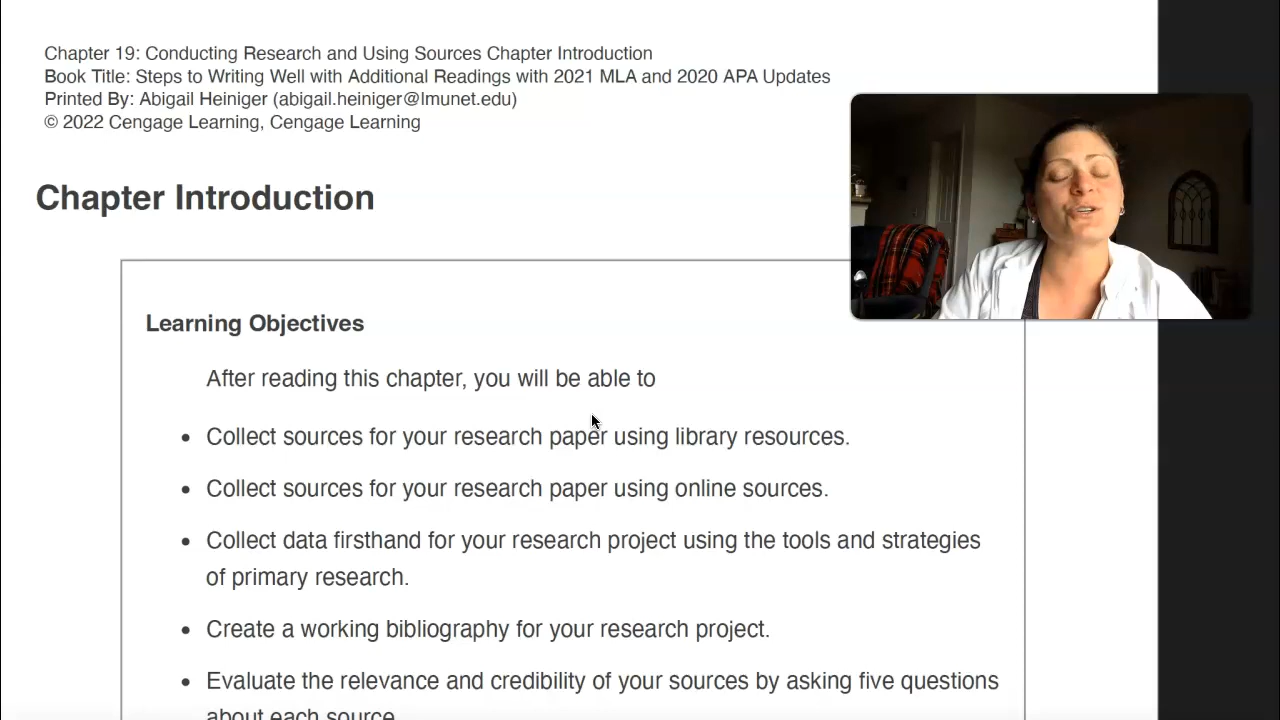 Chapter 19: Conducting Research and Using Sources Chapter Introduction
Book Title: Steps to Writing Well with Additional Readings with 2021 MLA and 2020 APA Updates
Printed By: Abigail Heiniger (abigail.heiniger@lmunet.edu)
© 2022 Cengage Learning, Cengage Learning
Chapter Introduction
Learning Objectives
After reading this chapter, you will be able to
• Collect sources for your research paper using library resources.
• Collect sources for your research paper using online sources.
• Collect data firsthand for your research project using the tools and strategies
of primary research.
• Create a working bibliography for your research project.
• Evaluate the relevance and credibility of your sources by asking five questions
about each source.